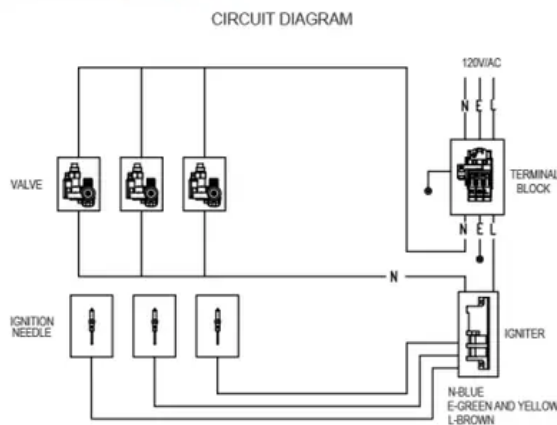 CIRCUIT DIAGRAM
120V/AC
N E L
VALVE
TERMINAL
BLOCK
N E L
N
IGNITION
NEEDLE
IGNITER
N-BLUE
E-GREEN AND YELLOW
L-BROWN